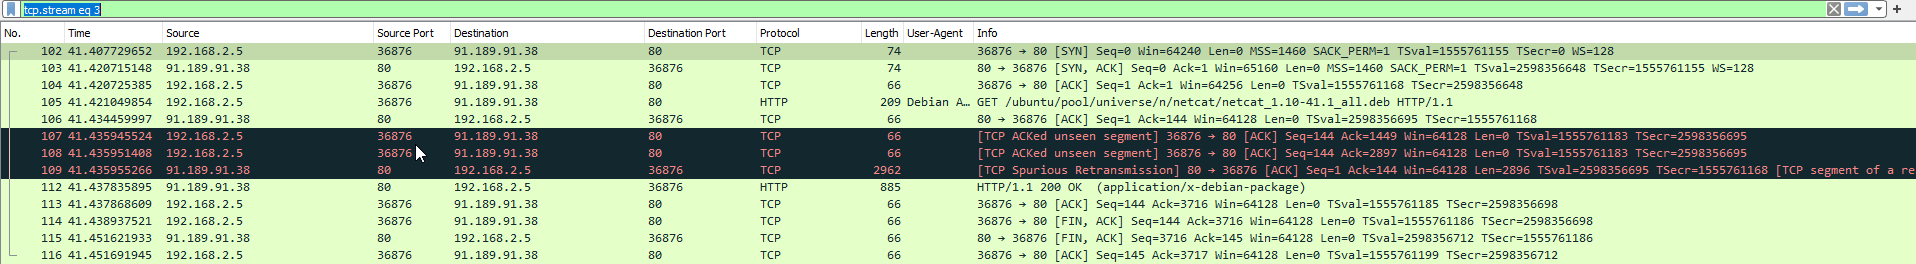 tcp.stream eq 3
No. Time Source Source Port Destination Destination Port Protocol Length User-Agent Info
102 41.407729652 192.168.2.5 36876 91.189.91.38 80 TCP 74 36876 → 80 [SYN] Seq=0 Win=64240 Len=0 MSS=1460 SACK_PERM=1 TSval=1555761155 TSecr=0 WS=128
103 41.420715148 91.189.91.38 80 192.168.2.5 36876 TCP 74 80 → 36876 [SYN, ACK] Seq=0 Ack=1 Win=65160 Len=0 MSS=1460 SACK_PERM=1 TSval=2598356648 TSecr=1555761155 WS=128
104 41.420725385 192.168.2.5 36876 91.189.91.38 80 TCP 66 36876 → 80 [ACK] Seq=1 Ack=1 Win=64256 Len=0 TSval=1555761168 TSecr=2598356648
105 41.421049854 192.168.2.5 36876 91.189.91.38 80 HTTP 209 Debian A… GET /ubuntu/pool/universe/n/netcat/netcat_1.10-41.1_all.deb HTTP/1.1
106 41.434459997 91.189.91.38 80 192.168.2.5 36876 TCP 66 80 → 36876 [ACK] Seq=1 Ack=144 Win=64128 Len=0 TSval=2598356695 TSecr=1555761168
107 41.435945524 192.168.2.5 36876 91.189.91.38 80 TCP 66 [TCP ACKed unseen segment] 36876 → 80 [ACK] Seq=144 Ack=1449 Win=64128 Len=0 TSval=1555761183 TSecr=2598356695
108 41.435951408 192.168.2.5 36876 91.189.91.38 80 TCP 66 [TCP ACKed unseen segment] 36876 → 80 [ACK] Seq=144 Ack=2897 Win=64128 Len=0 TSval=1555761183 TSecr=2598356695
109 41.435955266 91.189.91.38 80 192.168.2.5 36876 TCP 2962 [TCP Spurious Retransmission] 80 → 36876 [ACK] Seq=1 Ack=144 Win=64128 Len=2896 TSval=2598356695 TSecr=1555761168 [TCP segment of a re
112 41.437835895 91.189.91.38 80 192.168.2.5 36876 HTTP 885 HTTP/1.1 200 OK (application/x-debian-package)
113 41.437868609 192.168.2.5 36876 91.189.91.38 80 TCP 66 36876 → 80 [ACK] Seq=144 Ack=3716 Win=64128 Len=0 TSval=1555761185 TSecr=2598356698
114 41.438937521 192.168.2.5 36876 91.189.91.38 80 TCP 66 36876 → 80 [FIN, ACK] Seq=144 Ack=3716 Win=64128 Len=0 TSval=1555761186 TSecr=2598356698
115 41.451621933 91.189.91.38 80 192.168.2.5 36876 TCP 66 80 → 36876 [FIN, ACK] Seq=3716 Ack=145 Win=64128 Len=0 TSval=2598356712 TSecr=1555761186
116 41.451691945 192.168.2.5 36876 91.189.91.38 80 TCP 66 36876 → 80 [ACK] Seq=145 Ack=3717 Win=64128 Len=0 TSval=1555761199 TSecr=2598356712